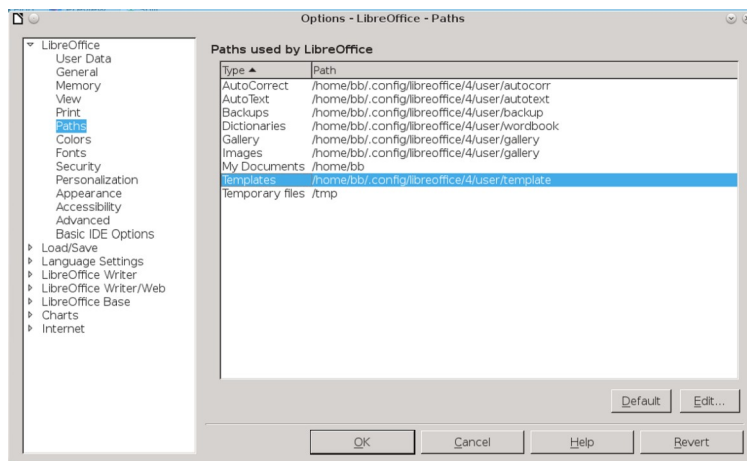 Options - LibreOffice - Paths
LibreOffice
User Data
General
Memory
View
Print
Paths
Colors
Fonts
Security
Personalization
Appearance
Accessibility
Advanced
Basic IDE Options
Load/Save
Language Settings
LibreOffice Writer
LibreOffice Writer/Web
LibreOffice Base
Charts
Internet
Paths used by LibreOffice
Type Path
AutoCorrect /home/bb/.config/libreoffice/4/user/autocorr
AutoText /home/bb/.config/libreoffice/4/user/autotext
Backups /home/bb/.config/libreoffice/4/user/backup
Dictionaries /home/bb/.config/libreoffice/4/user/wordbook
Gallery /home/bb/.config/libreoffice/4/user/gallery
Images /home/bb/.config/libreoffice/4/user/gallery
My Documents /home/bb
Templates /home/bb/.config/libreoffice/4/user/template
Temporary files /tmp
Default Edit...
OK Cancel Help Revert